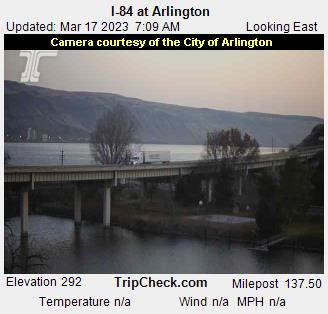 I-84 at Arlington
Updated: Mar 17 2023 7:09 AM Looking East
Camera courtesy of the City of Arlington
Elevation 292 TripCheck.com Milepost 137.50
Temperature n/a Wind n/a MPH n/a